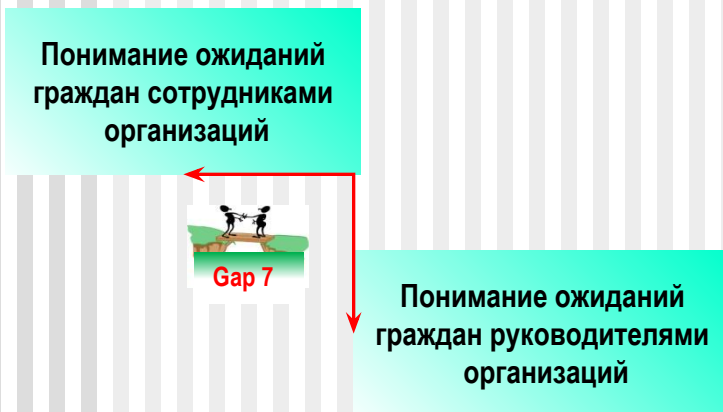 Понимание ожиданий
граждан сотрудниками
организаций
Gap 7
Понимание ожиданий
граждан руководителями
организаций